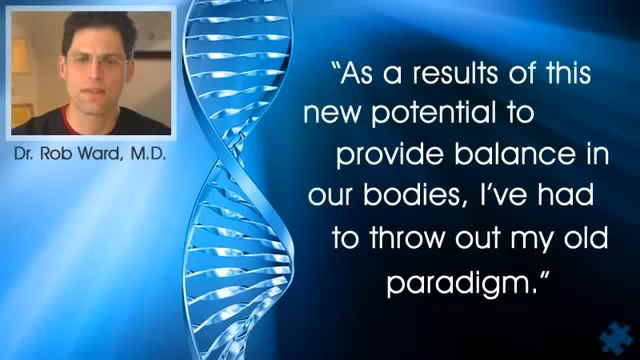 Dr. Rob Ward, M.D.
“As a results of this
new potential to
provide balance in
our bodies, I’ve had
to throw out my old
paradigm.”